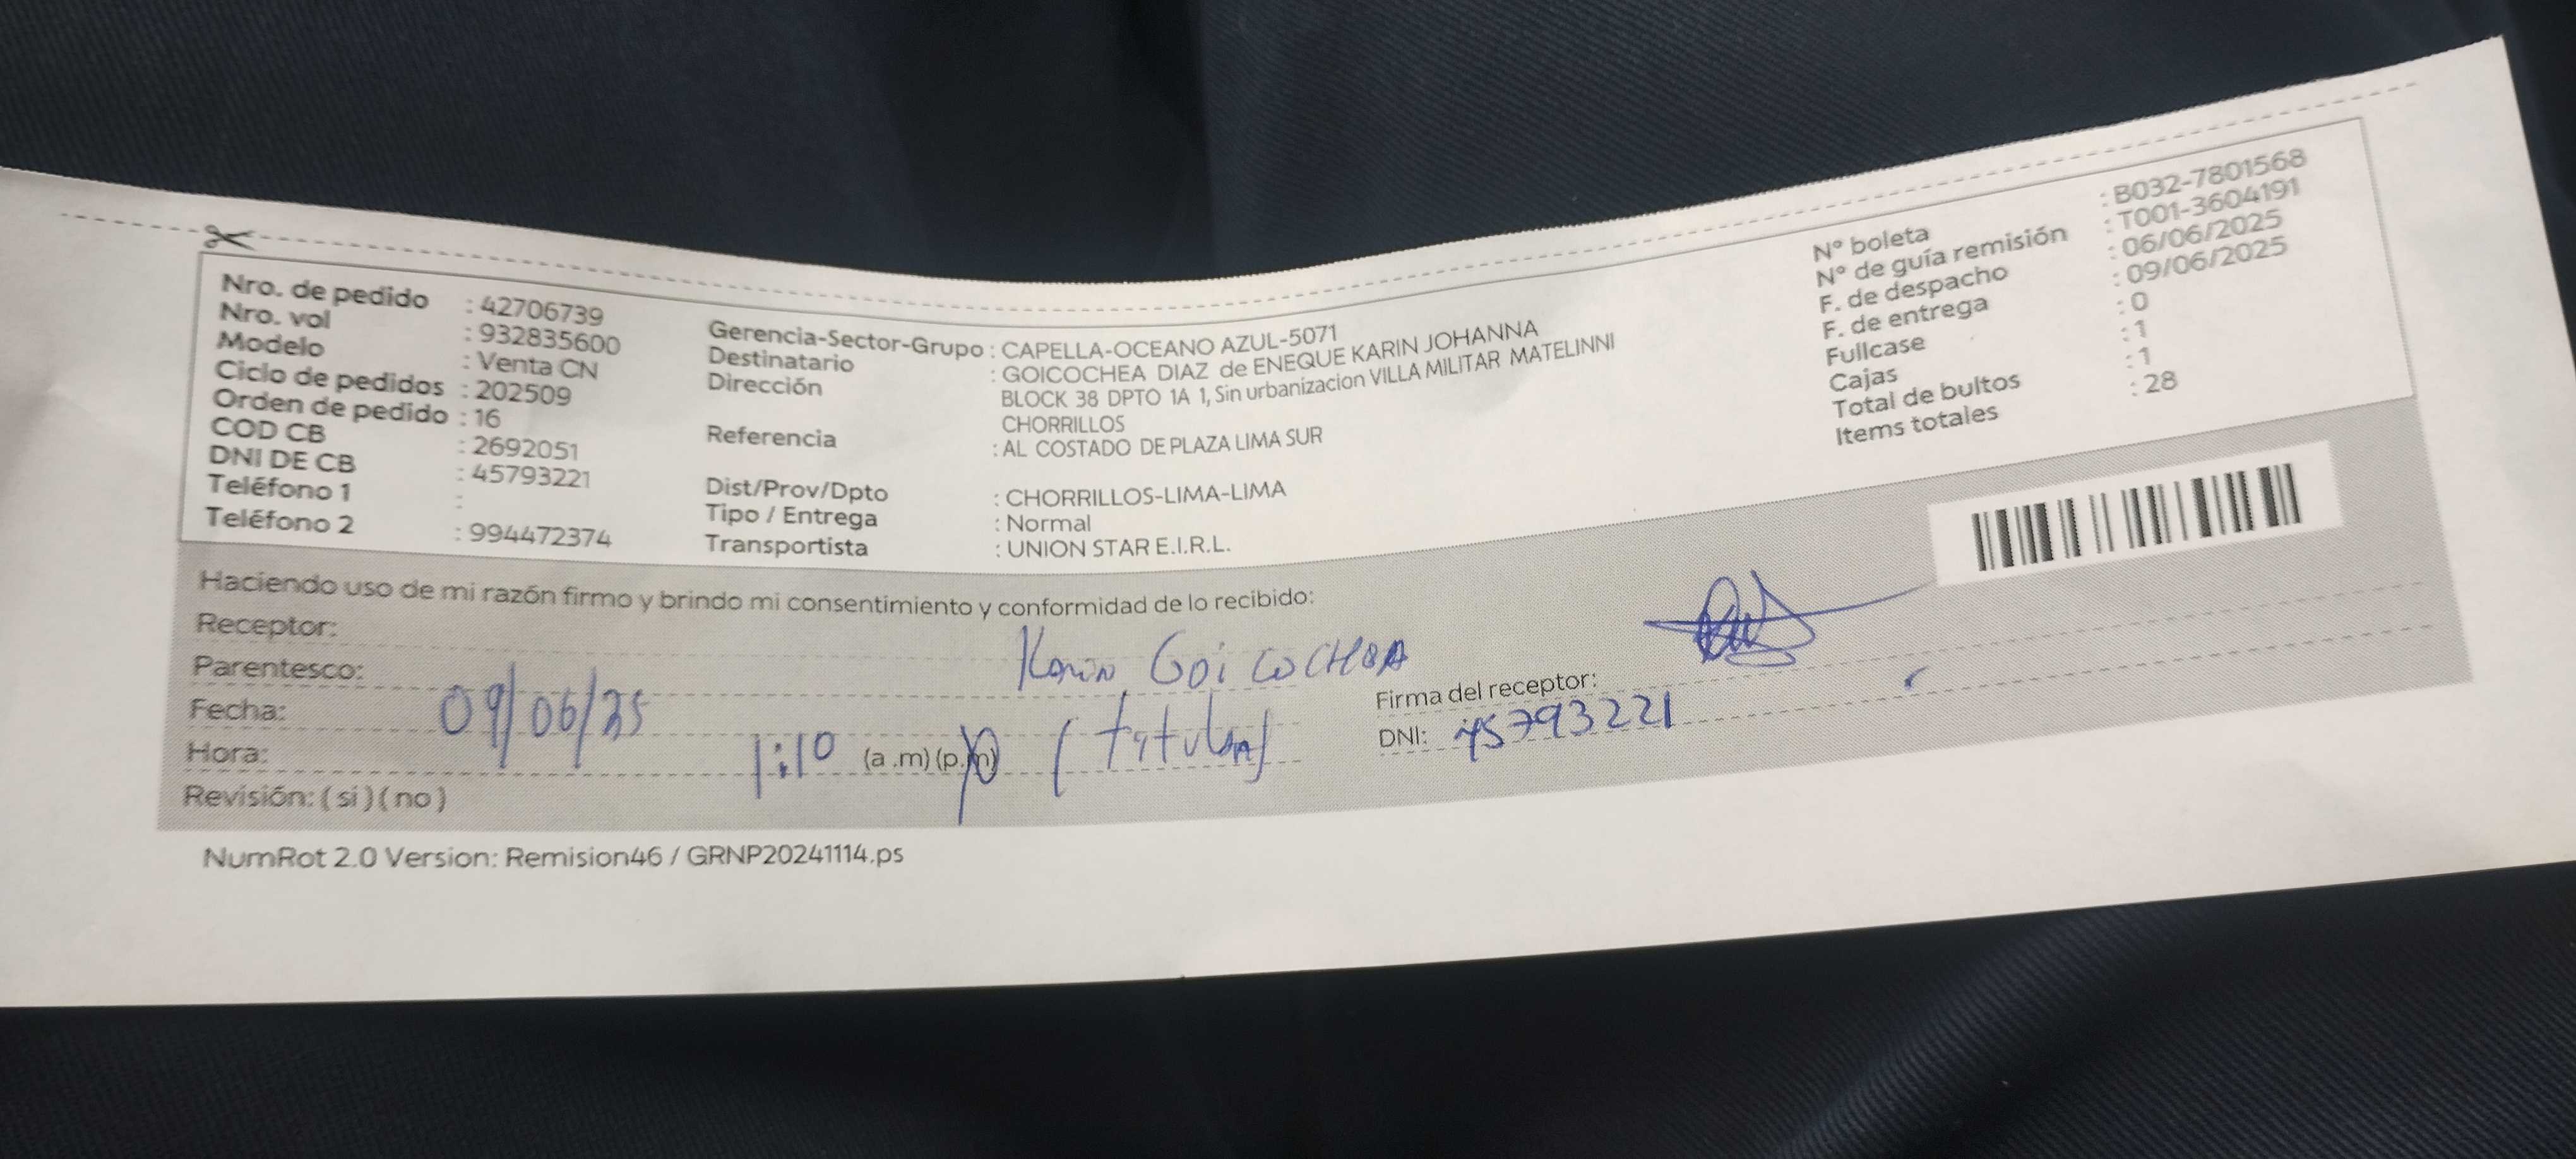 Nro. de pedido : 42706739
Nro. vol : 932835600
Modelo : Venta CN
Ciclo de pedidos : 202509
Orden de pedido : 16
COD CB : 2692051
DNI DE CB : 45793221
Teléfono 1 :
Teléfono 2 : 994472374
Gerencia-Sector-Grupo : CAPELLA-OCEANO AZUL-5071
Destinatario : GOICOCHEA DIAZ de ENEQUE KARIN JOHANNA
Dirección BLOCK 38 DPTO 1A 1, Sin urbanizacion VILLA MILITAR MATELINNI
CHORRILLOS
Referencia : AL COSTADO DE PLAZA LIMA SUR
Dist/Prov/Dpto : CHORRILLOS-LIMA-LIMA
Tipo / Entrega : Normal
Transportista : UNION STAR E.I.R.L.
N° boleta : B032-7801568
N° de guía remisión : T001-3604191
F. de despacho : 06/06/2025
F. de entrega : 09/06/2025
Fullcase : 0
Cajas : 1
Total de bultos : 1
Items totales : 28
Haciendo uso de mi razón firmo y brindo mi consentimiento y conformidad de lo recibido:
Receptor: Karin GoicocHEA
Parentesco:
Fecha: 09/06/25
Hora: 1:10 (a .m) (p.m) (titular)
Revisión: ( si ) ( no )
Firma del receptor:
DNI: 45793221
NumRot 2.0 Version: Remision46 / GRNP20241114.ps